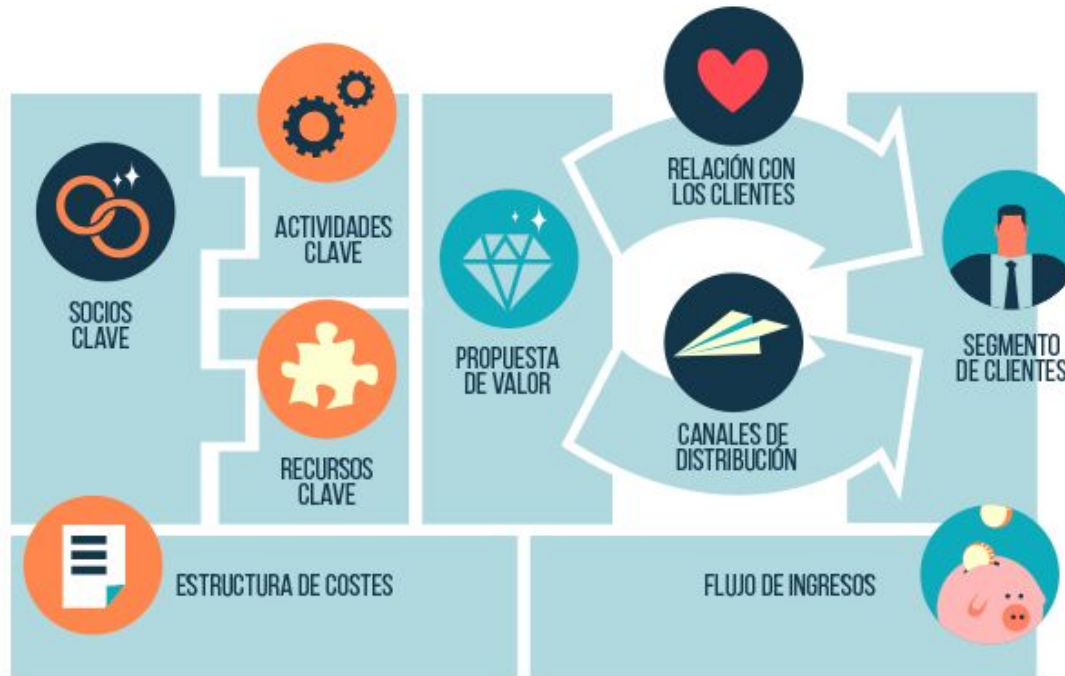 SOCIOS
CLAVE
ACTIVIDADES
CLAVE
RECURSOS
CLAVE
PROPUESTA
DE VALOR
RELACIÓN CON
LOS CLIENTES
CANALES DE
DISTRIBUCIÓN
SEGMENTO
DE CLIENTES
ESTRUCTURA DE COSTES
FLUJO DE INGRESOS